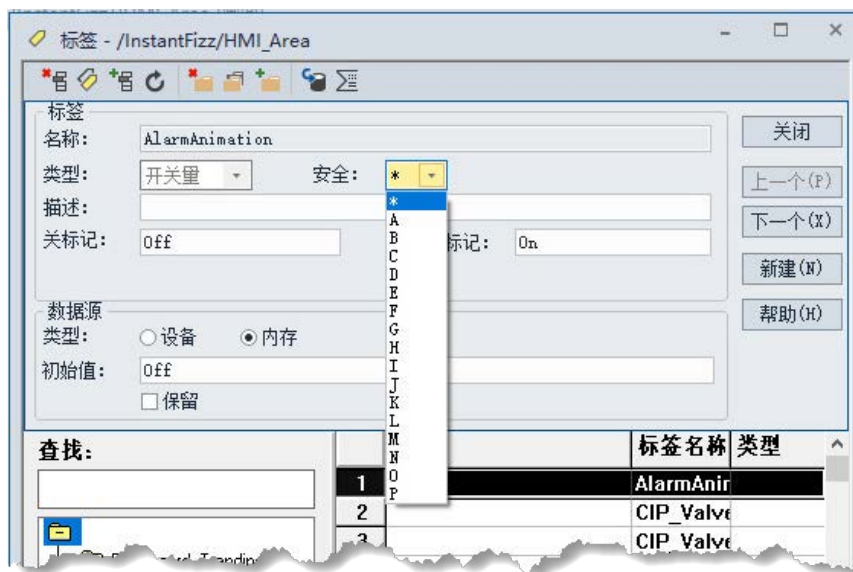 标签 - /InstantFizz/HMI_Area
标签
名称: AlarmAnimation
关闭
类型: 开关量 安全: *
上一个(P)
描述:
下一个(X)
关标记: Off 标记: On
新建(N)
*
A
B
C
D
E
F
G
H
I
J
K
L
M
N
O
P
数据源
帮助(H)
类型: 设备 内存
初始值: Off
保留
查找:
标签名称 类型
1 AlarmAnir
2 CIP_Valve
3 CIP_Valve